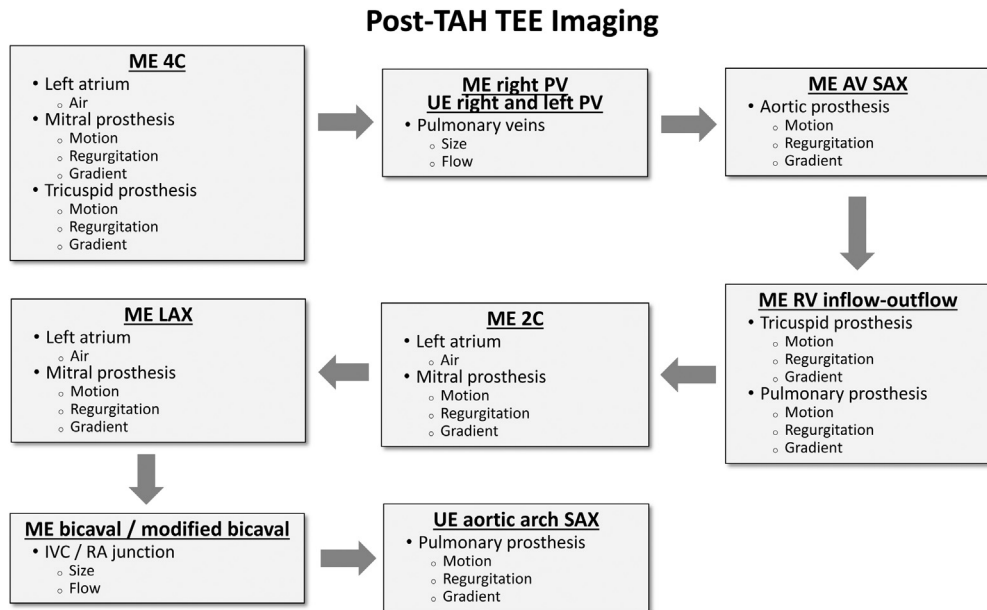 Post-TAH TEE Imaging
ME 4C
• Left atrium
○ Air
• Mitral prosthesis
○ Motion
○ Regurgitation
○ Gradient
• Tricuspid prosthesis
○ Motion
○ Regurgitation
○ Gradient
ME right PV
UE right and left PV
• Pulmonary veins
○ Size
○ Flow
ME AV SAX
• Aortic prosthesis
○ Motion
○ Regurgitation
○ Gradient
ME RV inflow-outflow
• Tricuspid prosthesis
○ Motion
○ Regurgitation
○ Gradient
• Pulmonary prosthesis
○ Motion
○ Regurgitation
○ Gradient
ME 2C
• Left atrium
○ Air
• Mitral prosthesis
○ Motion
○ Regurgitation
○ Gradient
ME LAX
• Left atrium
○ Air
• Mitral prosthesis
○ Motion
○ Regurgitation
○ Gradient
ME bicaval / modified bicaval
• IVC / RA junction
○ Size
○ Flow
UE aortic arch SAX
• Pulmonary prosthesis
○ Motion
○ Regurgitation
○ Gradient